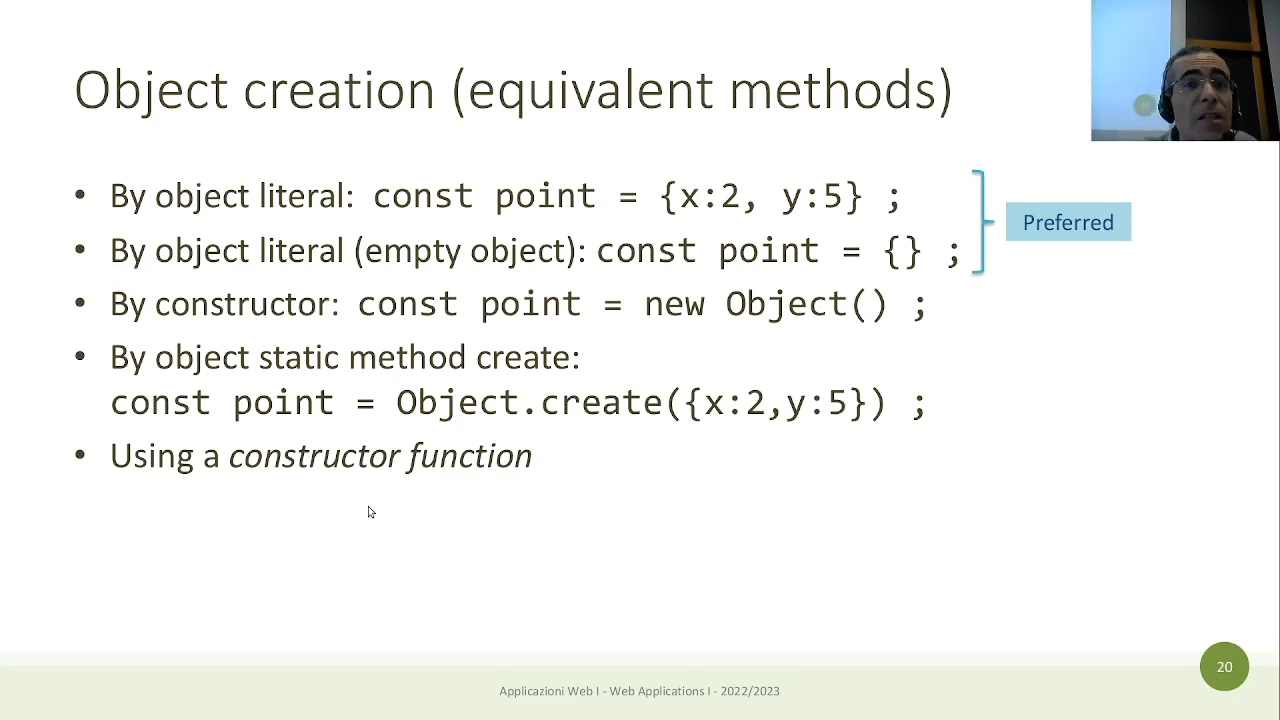 Object creation (equivalent methods)
• By object literal: const point = {x:2, y:5} ;
• By object literal (empty object): const point = {} ;
Preferred
• By constructor: const point = new Object() ;
• By object static method create:
const point = Object.create({x:2,y:5}) ;
• Using a constructor function
20
Applicazioni Web I - Web Applications I - 2022/2023